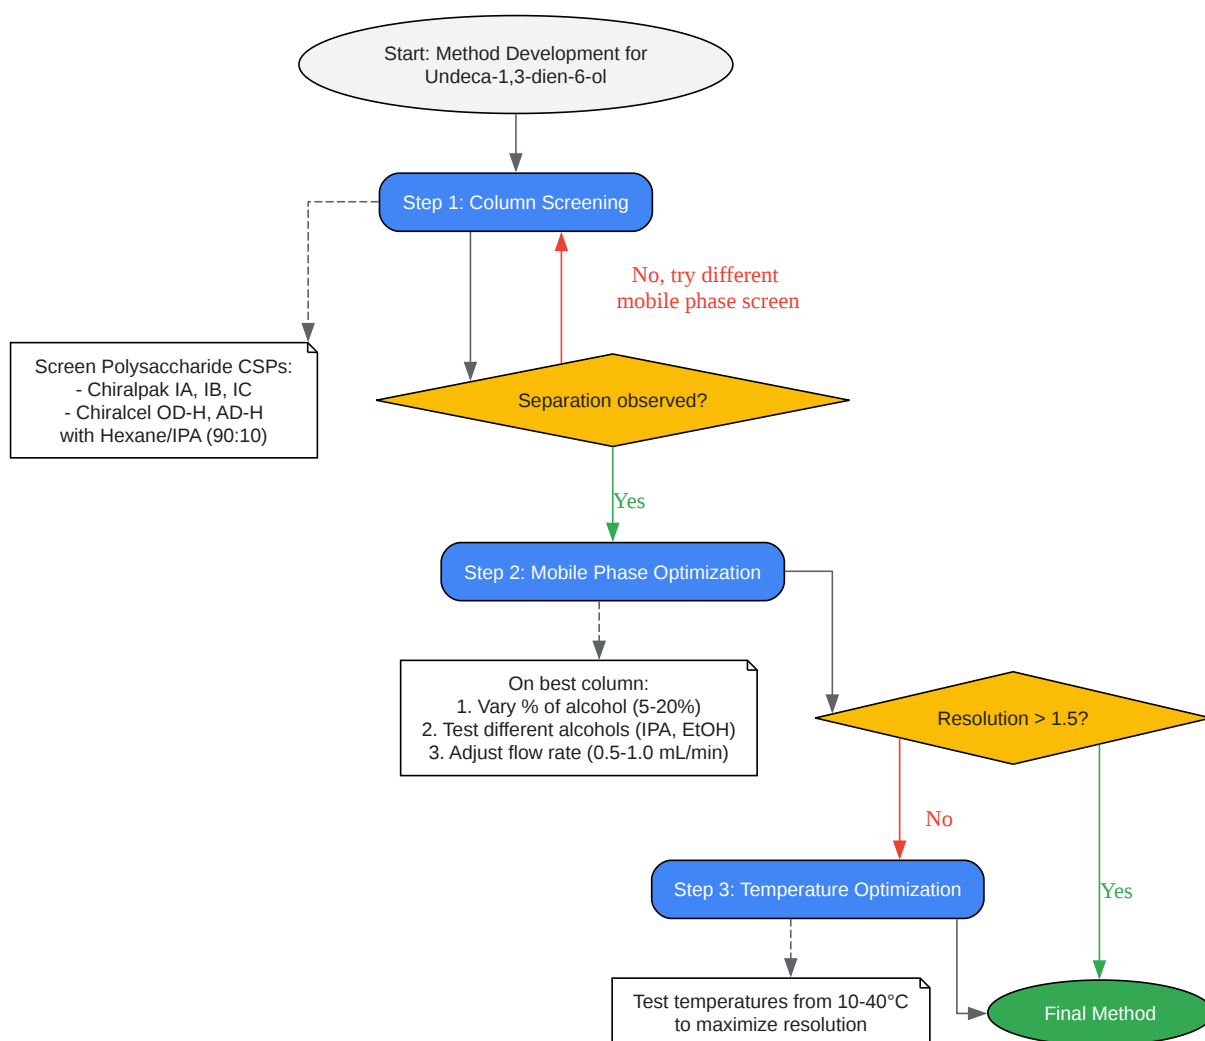 Start: Method Development for
Undeca-1,3-dien-6-ol
Step 1: Column Screening
No, try different
mobile phase screen
Screen Polysaccharide CSPs:
- Chiralpak IA, IB, IC
- Chiralcel OD-H, AD-H
with Hexane/IPA (90:10)
Separation observed?
Yes
Step 2: Mobile Phase Optimization
On best column:
1. Vary % of alcohol (5-20%)
2. Test different alcohols (IPA, EtOH)
3. Adjust flow rate (0.5-1.0 mL/min)
Resolution > 1.5?
No
Step 3: Temperature Optimization
Yes
Test temperatures from 10-40°C
to maximize resolution
Final Method